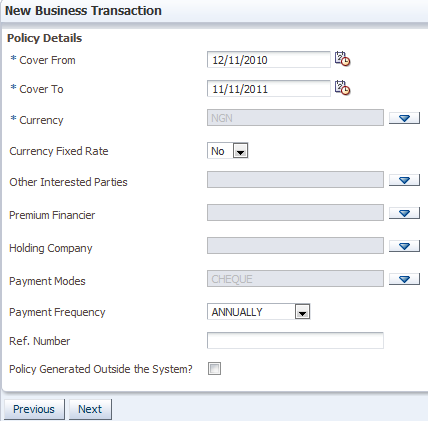 New Business Transaction
Policy Details
* Cover From 12/11/2010
* Cover To 11/11/2011
* Currency NGN
Currency Fixed Rate No
Other Interested Parties
Premium Financier
Holding Company
Payment Modes CHEQUE
Payment Frequency ANNUALLY
Ref. Number
Policy Generated Outside the System?
Previous Next